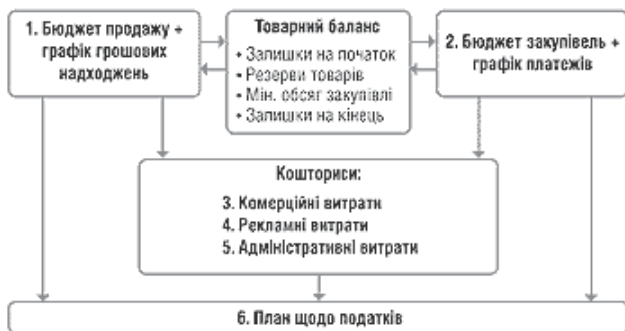 1. Бюджет продажу +
графік грошових
надходжень
Товарний баланс
• Залишки на початок
• Резерви товарів
• Мін. обсяг закупівлі
• Залишки на кінець
2. Бюджет закупівель +
графік платежів
Кошториси:
3. Комерційні витрати
4. Рекламні витрати
5. Адміністративні витрати
6. План щодо податків